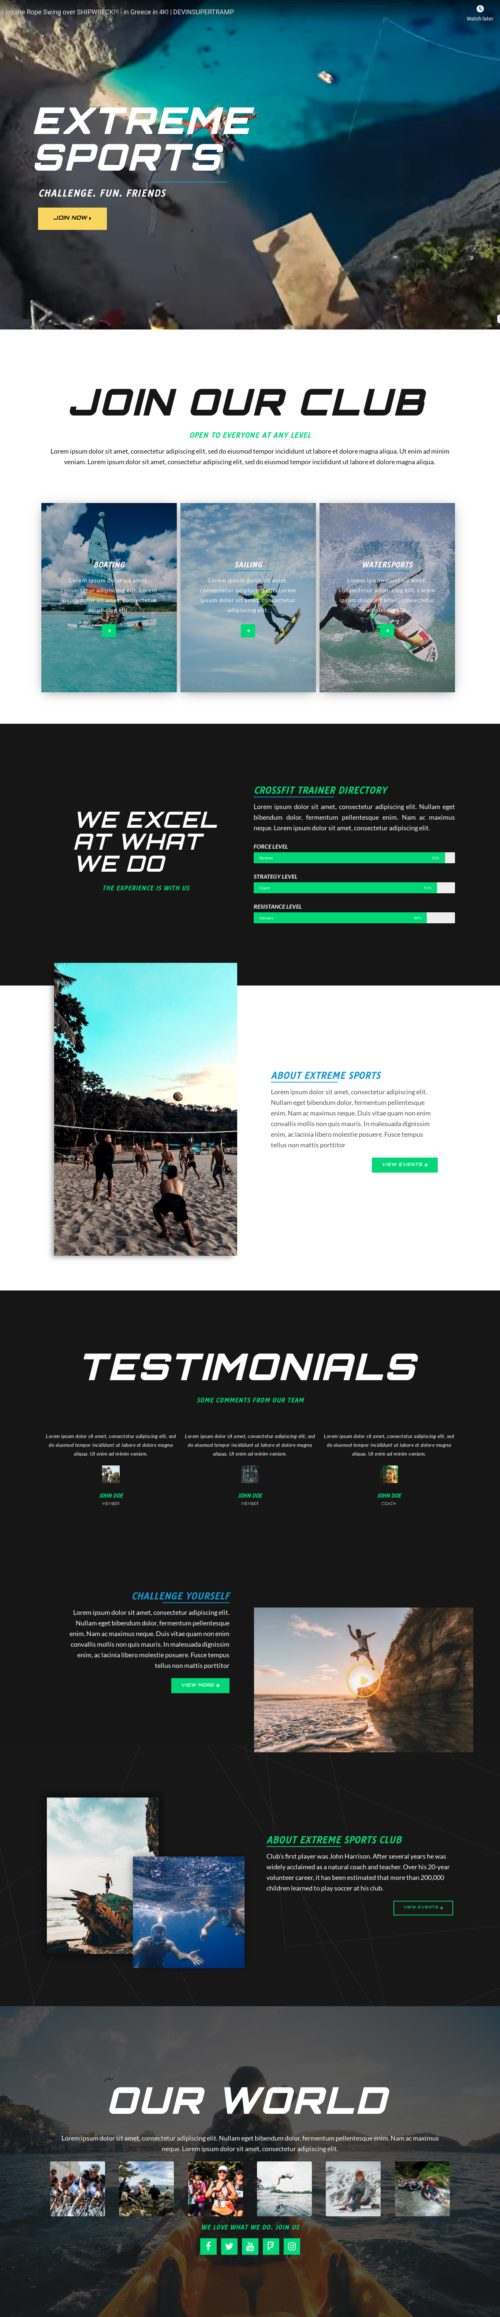 Insane Rope Swing over SHIPWRECK!!! - in Greece in 4K! | DEVINSUPERTRAMP
Watch later
EXTREME
SPORTS
CHALLENGE. FUN. FRIENDS
JOIN NOW
JOIN OUR CLUB
OPEN TO EVERYONE AT ANY LEVEL
Lorem ipsum dolor sit amet, consectetur adipiscing elit, sed do eiusmod tempor incididunt ut labore et dolore magna aliqua. Ut enim ad minim
veniam. Lorem ipsum dolor sit amet, consectetur adipiscing elit, sed do eiusmod tempor incididunt ut labore et dolore magna aliqua.
BOATING
Lorem ipsum dolor sit amet,
consectetur adipiscing elit. Lorem
ipsum dolor sit amet, consectetur
adipiscing elit.
SAILING
Lorem ipsum dolor sit amet,
consectetur adipiscing elit. Lorem
ipsum dolor sit amet, consectetur
adipiscing elit.
WATERSPORTS
Lorem ipsum dolor sit amet,
consectetur adipiscing elit. Lorem
ipsum dolor sit amet, consectetur
adipiscing elit.
WE EXCEL
AT WHAT
WE DO
THE EXPERIENCE IS WITH US
CROSSFIT TRAINER DIRECTORY
Lorem ipsum dolor sit amet, consectetur adipiscing elit. Nullam eget
bibendum dolor, fermentum pellentesque enim. Nam ac maximus
neque. Lorem ipsum dolor sit amet, consectetur adipiscing elit.
FORCE LEVEL
STRATEGY LEVEL
RESISTANCE LEVEL
ABOUT EXTREME SPORTS
Lorem ipsum dolor sit amet, consectetur adipiscing elit.
Nullam eget bibendum dolor, fermentum pellentesque
enim. Nam ac maximus neque. Duis vitae quam non enim
convallis mollis non quis mauris. In malesuada dignissim
enim, ac lacinia libero molestie posuere. Fusce tempus
tellus non mattis porttitor
VIEW EVENTS
TESTIMONIALS
SOME COMMENTS FROM OUR TEAM
Lorem ipsum dolor sit amet, consectetur adipiscing elit, sed
do eiusmod tempor incididunt ut labore et dolore magna
aliqua. Ut enim ad minim veniam.
JOHN DOE
MEMBER
Lorem ipsum dolor sit amet, consectetur adipiscing elit, sed
do eiusmod tempor incididunt ut labore et dolore magna
aliqua. Ut enim ad minim veniam.
JOHN DOE
MEMBER
Lorem ipsum dolor sit amet, consectetur adipiscing elit, sed
do eiusmod tempor incididunt ut labore et dolore magna
aliqua. Ut enim ad minim veniam.
JOHN DOE
COACH
CHALLENGE YOURSELF
Lorem ipsum dolor sit amet, consectetur adipiscing elit.
Nullam eget bibendum dolor, fermentum pellentesque
enim. Nam ac maximus neque. Duis vitae quam non enim
convallis mollis non quis mauris. In malesuada dignissim
enim, ac lacinia libero molestie posuere. Fusce tempus
tellus non mattis porttitor
VIEW MORE
ABOUT EXTREME SPORTS CLUB
Club's first player was John Harrison. After several years he was
widely acclaimed as a natural coach and teacher. Over his 20-year
volunteer career, it has been estimated that more than 200,000
children learned to play soccer at his club.
VIEW EVENTS
OUR WORLD
Lorem ipsum dolor sit amet, consectetur adipiscing elit. Nullam eget bibendum dolor, fermentum pellentesque enim. Nam ac maximus
neque. Lorem ipsum dolor sit amet, consectetur adipiscing elit.
WE LOVE WHAT WE DO. JOIN US